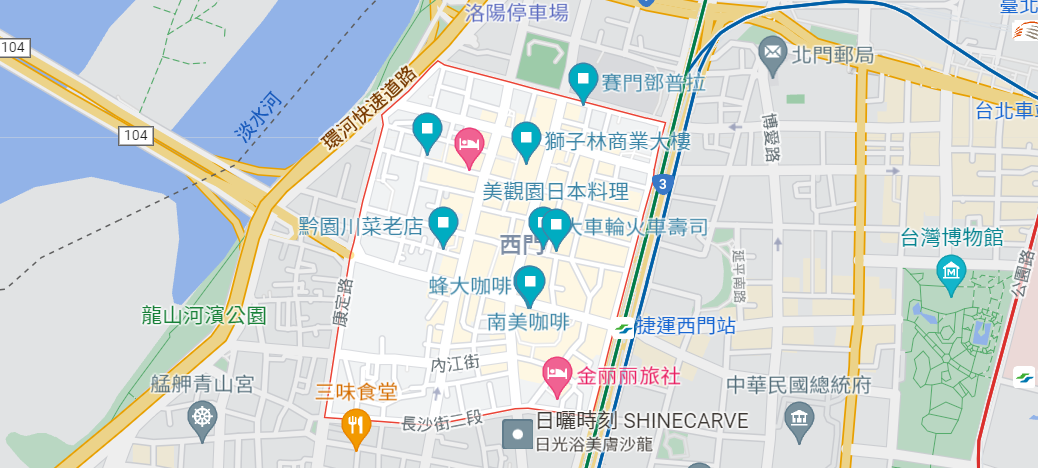 洛陽停車場
臺北
104
北門郵局
賽門鄧普拉
環河快速道路
淡水河
台北車站
104
博愛路
獅子林商業大樓
3
美觀園日本料理
黔園川菜老店
大車輪火車壽司
西門
台灣博物館
延平南路
公園路
康定路
蜂大咖啡
龍山河濱公園
南美咖啡
捷運西門站
內江街
金丽丽旅社
艋舺青山宮
三味食堂
中華民國總統府
長沙街二段
日曬時刻 SHINECARVE
日光浴美膚沙龍